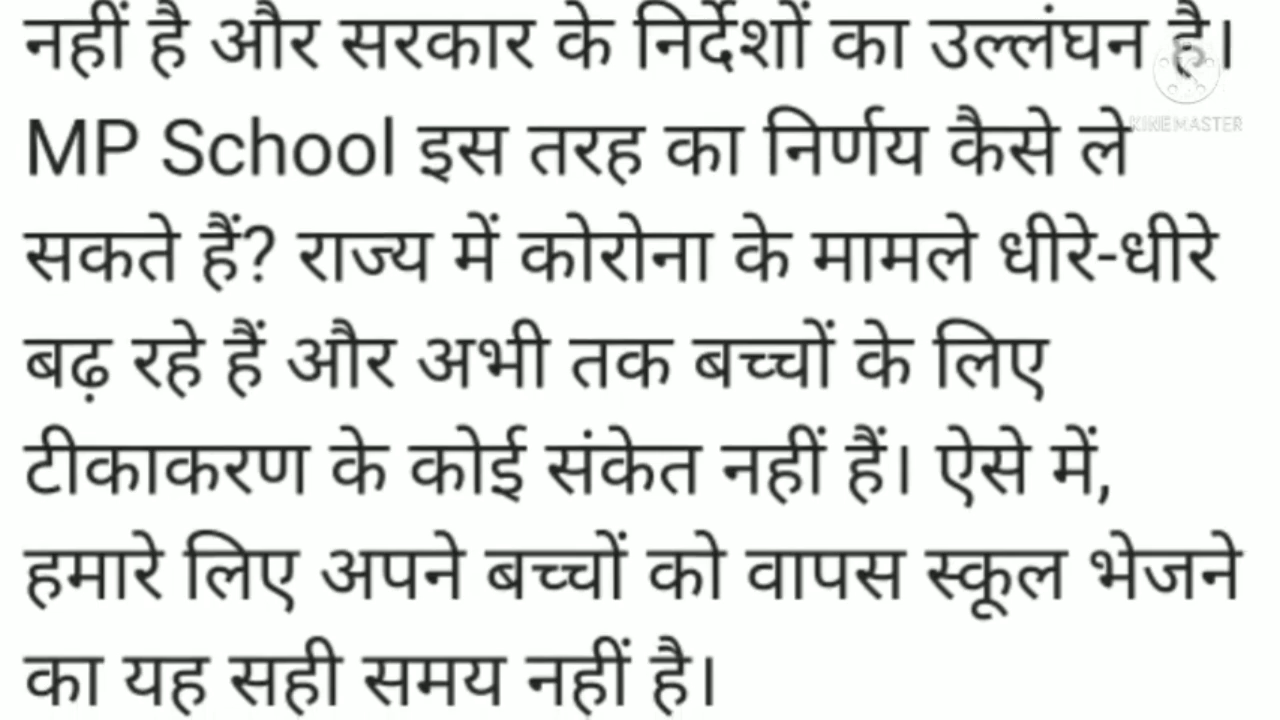 नहीं है और सरकार के निर्देशों का उल्लंघन है।
MP School इस तरह का निर्णय कैसे ले
KINEMASTER
सकते हैं? राज्य में कोरोना के मामले धीरे-धीरे
बढ़ रहे हैं और अभी तक बच्चों के लिए
टीकाकरण के कोई संकेत नहीं हैं। ऐसे में,
हमारे लिए अपने बच्चों को वापस स्कूल भेजने
का यह सही समय नहीं है।